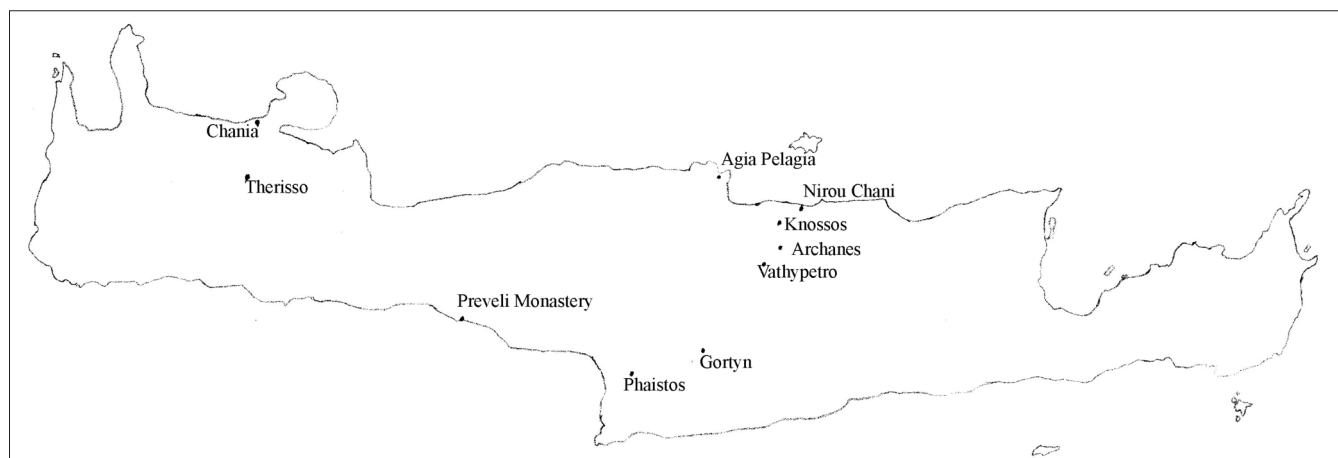 Chania
Therisso
Agia Pelagia
Nirou Chani
Knossos
Archanes
Vathypetro
Preveli Monastery
Gortyn
Phaistos